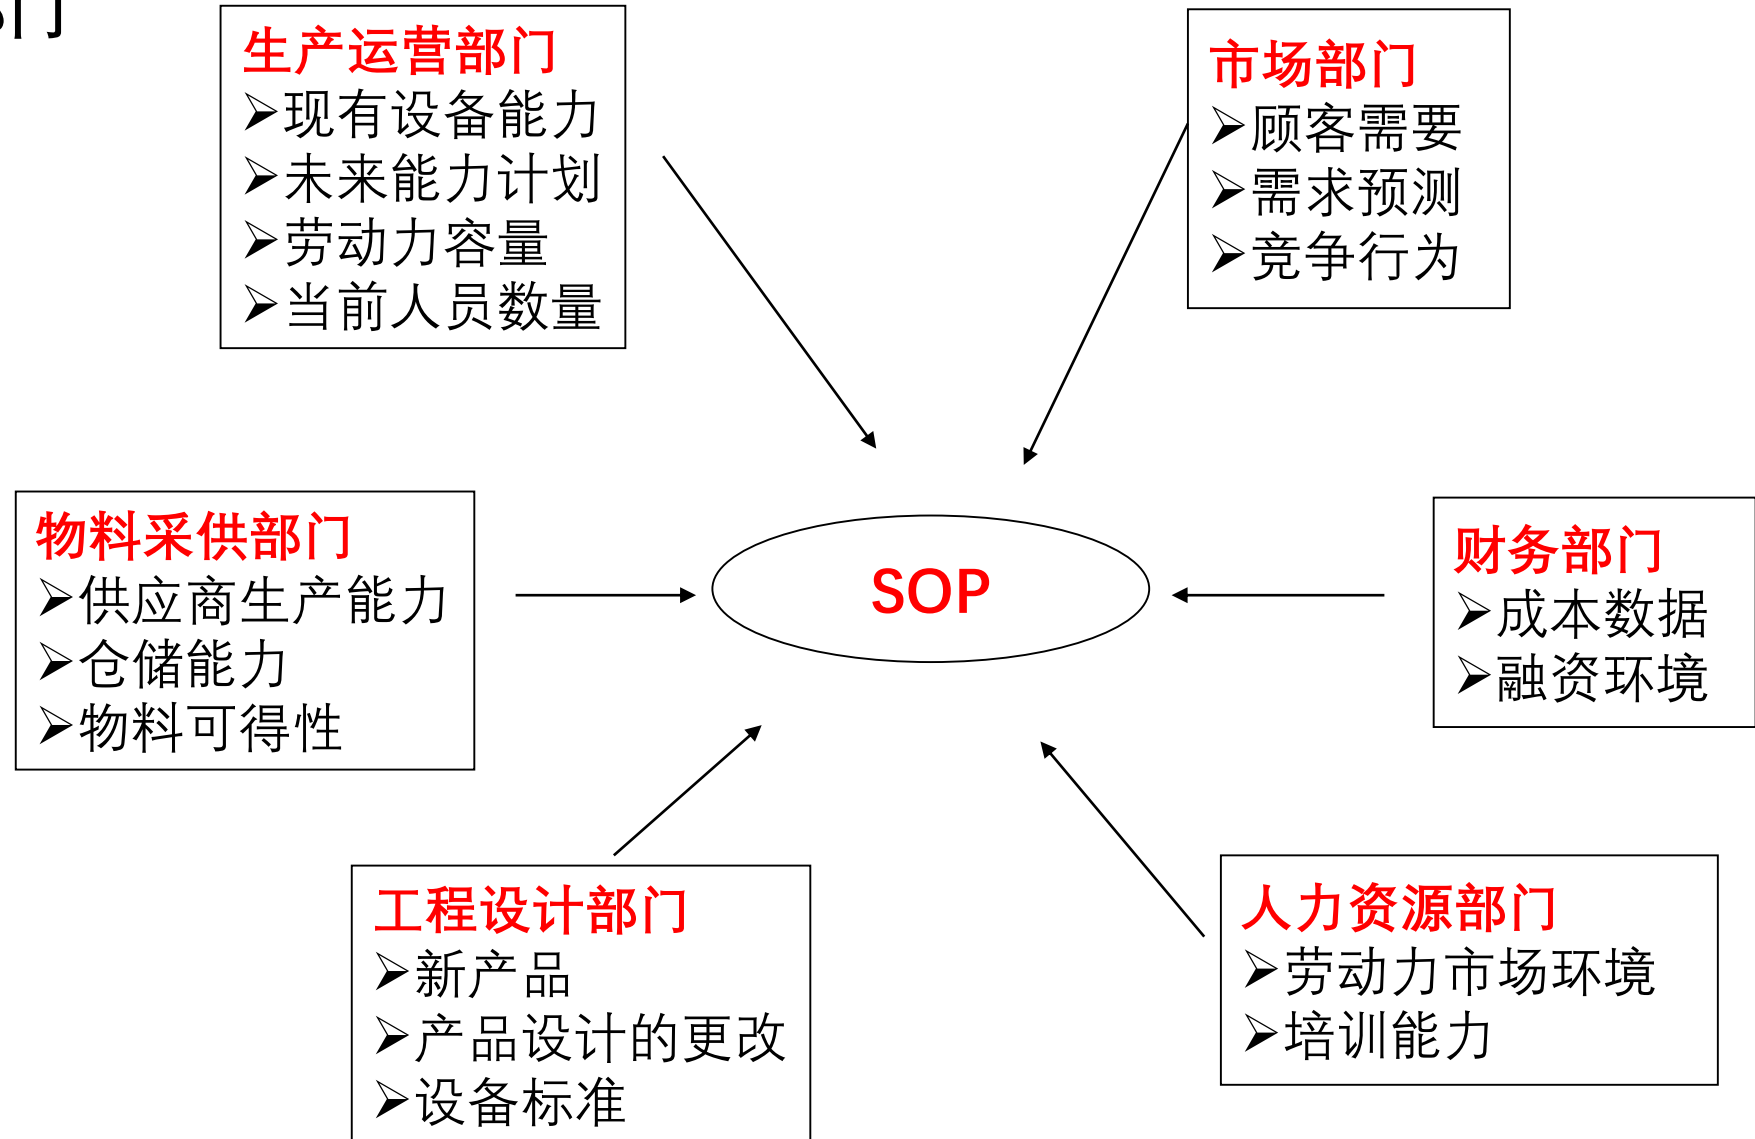 门
生产运营部门
➢现有设备能力
➢未来能力计划
➢劳动力容量
➢当前人员数量
市场部门
➢顾客需要
➢需求预测
➢竞争行为
物料采供部门
➢供应商生产能力
➢仓储能力
➢物料可得性
SOP
财务部门
➢成本数据
➢融资环境
工程设计部门
➢新产品
➢产品设计的更改
➢设备标准
人力资源部门
➢劳动力市场环境
➢培训能力